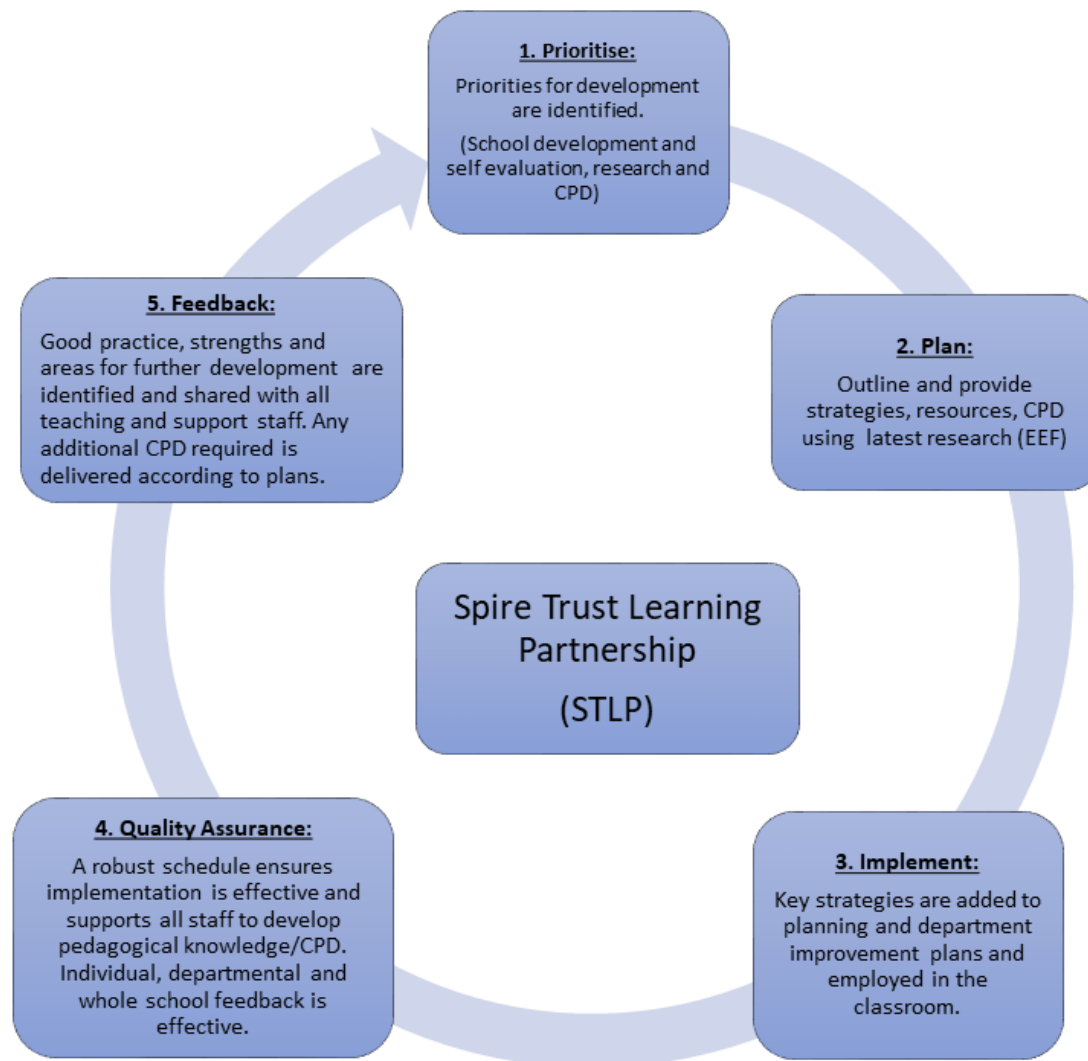 1. Prioritise:
Priorities for development
are identified.
(School development and
self evaluation, research and
CPD)
2. Plan:
Outline and provide
strategies, resources, CPD
using latest research (EEF)
3. Implement:
Key strategies are added to
planning and department
improvement plans and
employed in the
classroom.
4. Quality Assurance:
A robust schedule ensures
implementation is effective and
supports all staff to develop
pedagogical knowledge/CPD.
Individual, departmental and
whole school feedback is
effective.
5. Feedback:
Good practice, strengths and
areas for further development are
identified and shared with all
teaching and support staff. Any
additional CPD required is
delivered according to plans.
Spire Trust Learning
Partnership
(STLP)